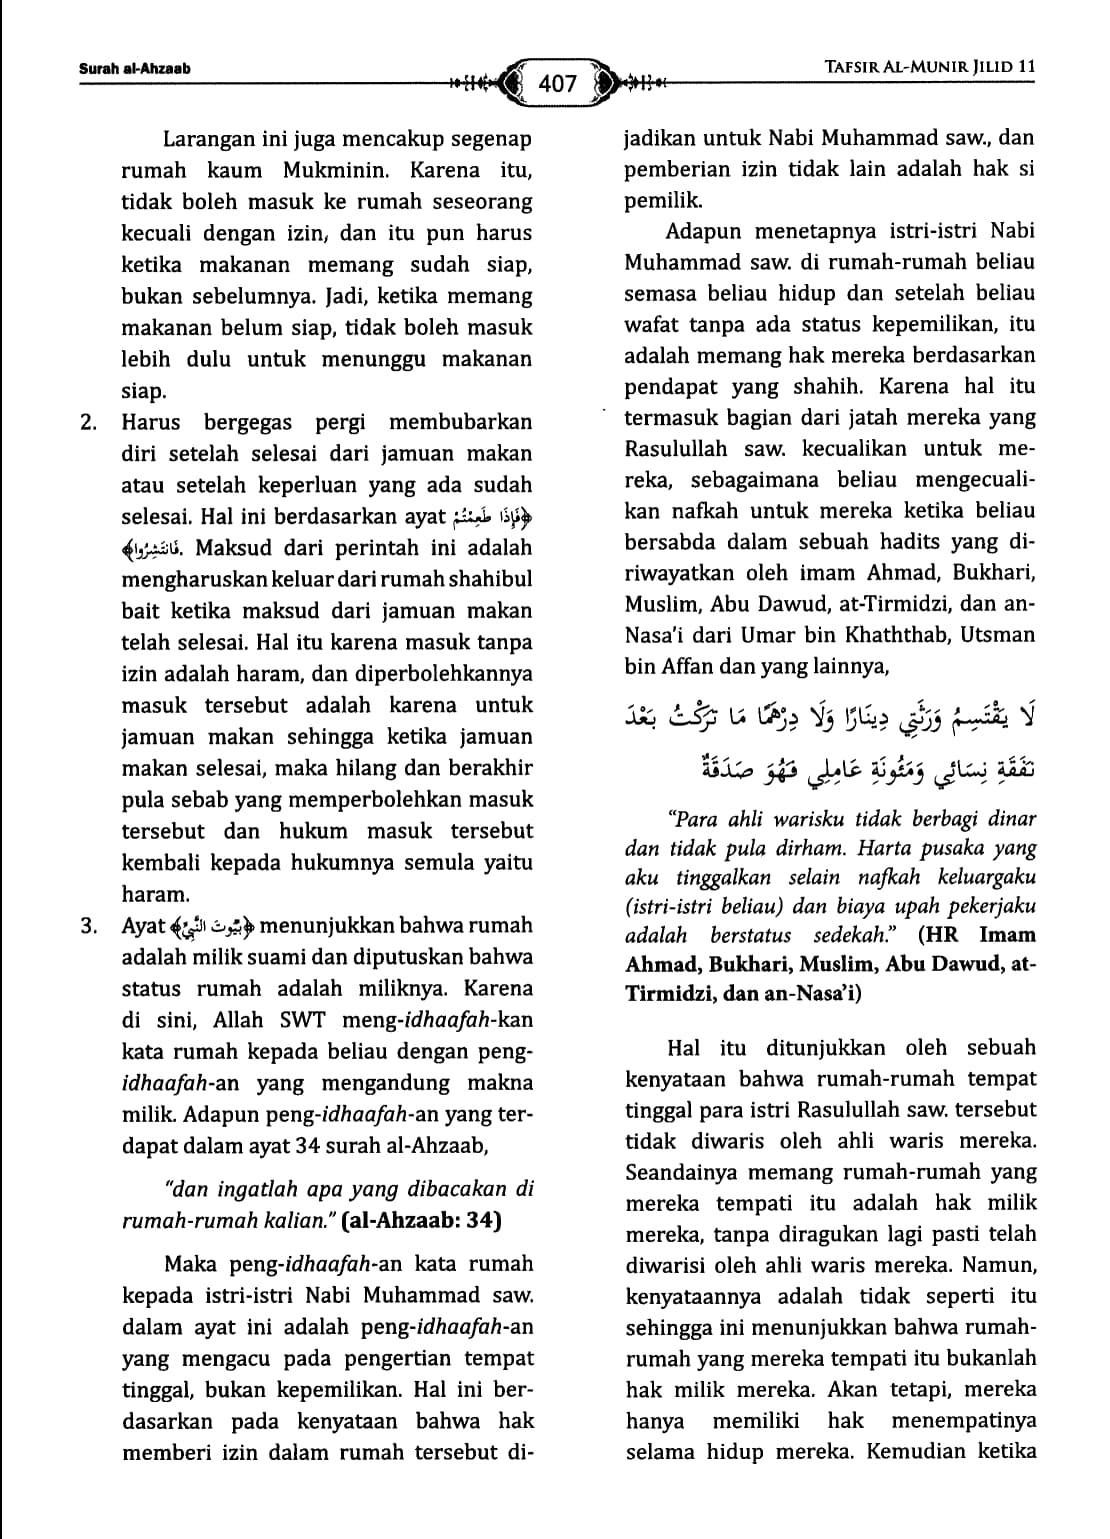 Surah al-Ahzaab
407
TAFSIR AL-MUNIR JILID 11
Larangan ini juga mencakup segenap
rumah kaum Mukminin. Karena itu,
tidak boleh masuk ke rumah seseorang
kecuali dengan izin, dan itu pun harus
ketika makanan memang sudah siap,
bukan sebelumnya. Jadi, ketika memang
makanan belum siap, tidak boleh masuk
lebih dulu untuk menunggu makanan
siap.
2. Harus bergegas pergi membubarkan
diri setelah selesai dari jamuan makan
atau setelah keperluan yang ada sudah
selesai. Hal ini berdasarkan ayat ﴿فَإِذَا طَعِمْتُمْ
فَانْتَشِرُوا﴾. Maksud dari perintah ini adalah
mengharuskan keluar dari rumah shahibul
bait ketika maksud dari jamuan makan
telah selesai. Hal itu karena masuk tanpa
izin adalah haram, dan diperbolehkannya
masuk tersebut adalah karena untuk
jamuan makan sehingga ketika jamuan
makan selesai, maka hilang dan berakhir
pula sebab yang memperbolehkan masuk
tersebut dan hukum masuk tersebut
kembali kepada hukumnya semula yaitu
haram.
3. Ayat ﴿بُيُوتَ النَّبِيِّ﴾ menunjukkan bahwa rumah
adalah milik suami dan diputuskan bahwa
status rumah adalah miliknya. Karena
di sini, Allah SWT meng-idhaafah-kan
kata rumah kepada beliau dengan peng-
idhaafah-an yang mengandung makna
milik. Adapun peng-idhaafah-an yang ter-
dapat dalam ayat 34 surah al-Ahzaab,
"dan ingatlah apa yang dibacakan di
rumah-rumah kalian." (al-Ahzaab: 34)
Maka peng-idhaafah-an kata rumah
kepada istri-istri Nabi Muhammad saw.
dalam ayat ini adalah peng-idhaafah-an
yang mengacu pada pengertian tempat
tinggal, bukan kepemilikan. Hal ini ber-
dasarkan pada kenyataan bahwa hak
memberi izin dalam rumah tersebut di-
jadikan untuk Nabi Muhammad saw., dan
pemberian izin tidak lain adalah hak si
pemilik.
Adapun menetapnya istri-istri Nabi
Muhammad saw. di rumah-rumah beliau
semasa beliau hidup dan setelah beliau
wafat tanpa ada status kepemilikan, itu
adalah memang hak mereka berdasarkan
pendapat yang shahih. Karena hal itu
termasuk bagian dari jatah mereka yang
Rasulullah saw. kecualikan untuk me-
reka, sebagaimana beliau mengecuali-
kan nafkah untuk mereka ketika beliau
bersabda dalam sebuah hadits yang di-
riwayatkan oleh imam Ahmad, Bukhari,
Muslim, Abu Dawud, at-Tirmidzi, dan an-
Nasa'i dari Umar bin Khaththab, Utsman
bin Affan dan yang lainnya,
لَا يَقْتَسِمُ وَرَثَتِي دِينَارًا وَلَا دِرْهَمًا مَا تَرَكْتُ بَعْدَ
نَفَقَةِ نِسَائِي وَمَئُونَةِ عَامِلِي فَهُوَ صَدَقَةٌ
"Para ahli warisku tidak berbagi dinar
dan tidak pula dirham. Harta pusaka yang
aku tinggalkan selain nafkah keluargaku
(istri-istri beliau) dan biaya upah pekerjaku
adalah berstatus sedekah." (HR Imam
Ahmad, Bukhari, Muslim, Abu Dawud, at-
Tirmidzi, dan an-Nasa'i)
Hal itu ditunjukkan oleh sebuah
kenyataan bahwa rumah-rumah tempat
tinggal para istri Rasulullah saw. tersebut
tidak diwaris oleh ahli waris mereka.
Seandainya memang rumah-rumah yang
mereka tempati itu adalah hak milik
mereka, tanpa diragukan lagi pasti telah
diwarisi oleh ahli waris mereka. Namun,
kenyataannya adalah tidak seperti itu
sehingga ini menunjukkan bahwa rumah-
rumah yang mereka tempati itu bukanlah
hak milik mereka. Akan tetapi, mereka
hanya memiliki hak menempatinya
selama hidup mereka. Kemudian ketika